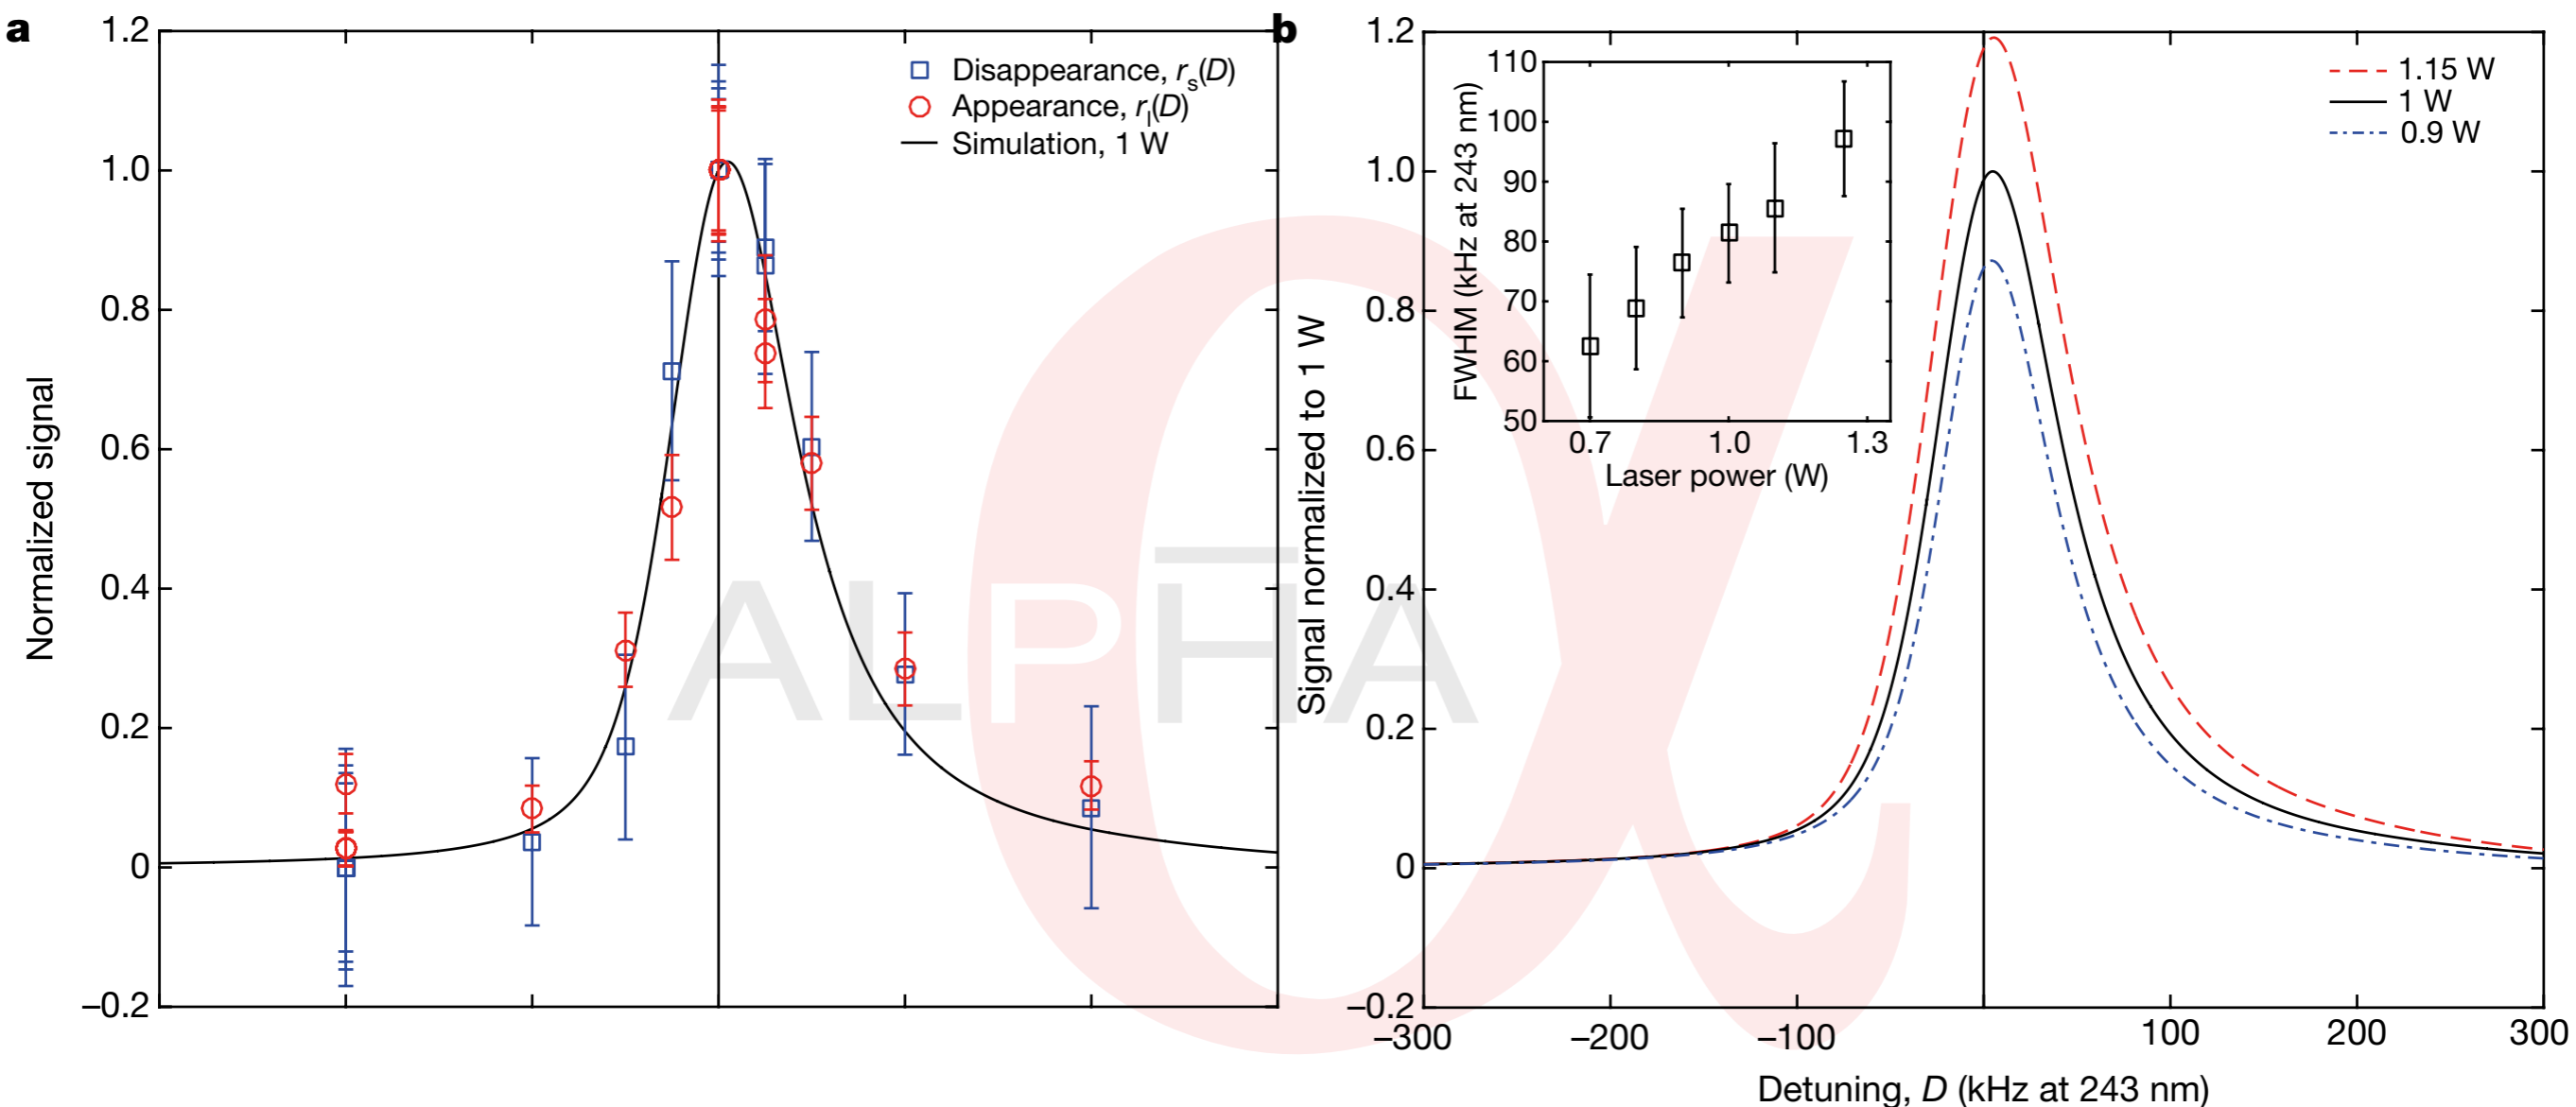 a
1.2
1.0
0.8
0.6
0.4
0.2
0
−0.2
Normalized signal
Disappearance, rs(D)
Appearance, rl(D)
Simulation, 1 W
ALPHA
b
1.2
1.0
0.8
0.6
0.4
0.2
0
−0.2
Signal normalized to 1 W
1.15 W
1 W
0.9 W
110
100
90
80
70
60
50
FWHM (kHz at 243 nm)
0.7 1.0 1.3
Laser power (W)
−300 −200 −100 100 200 300
Detuning, D (kHz at 243 nm)